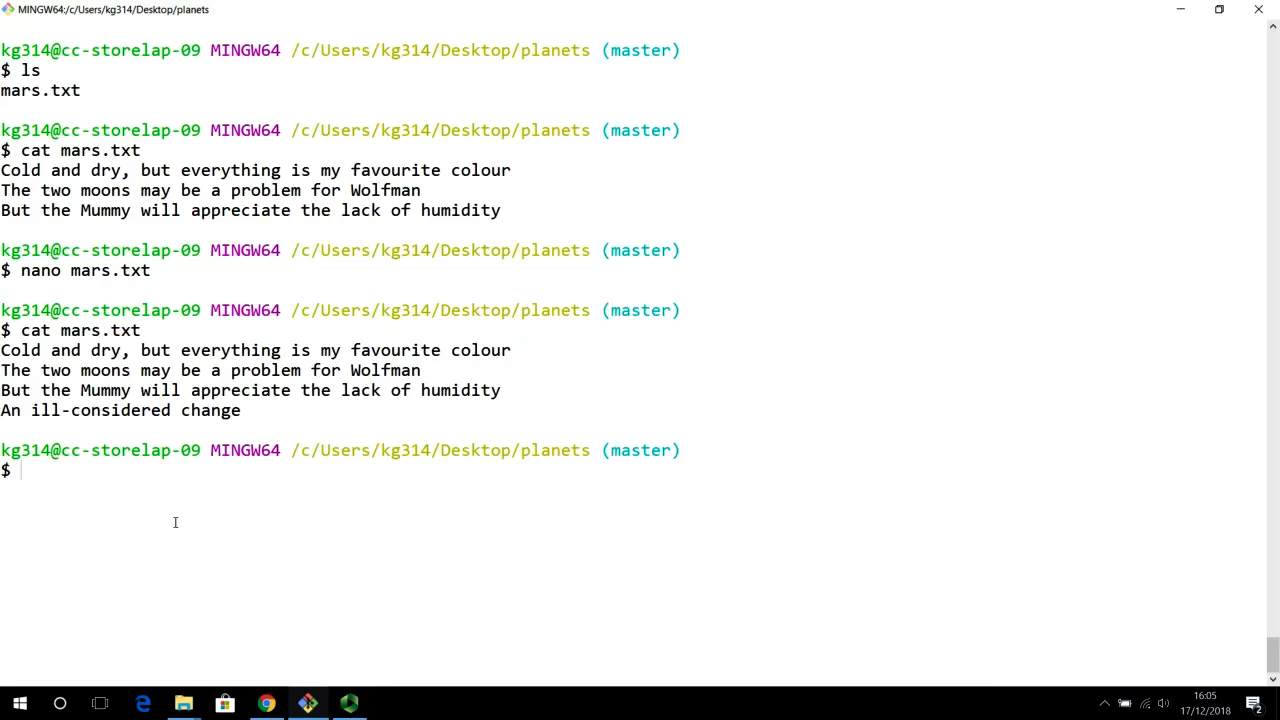 MINGW64:/c/Users/kg314/Desktop/planets
kg314@cc-storelap-09 MINGW64 /c/Users/kg314/Desktop/planets (master)
$ ls
mars.txt
kg314@cc-storelap-09 MINGW64 /c/Users/kg314/Desktop/planets (master)
$ cat mars.txt
Cold and dry, but everything is my favourite colour
The two moons may be a problem for Wolfman
But the Mummy will appreciate the lack of humidity
kg314@cc-storelap-09 MINGW64 /c/Users/kg314/Desktop/planets (master)
$ nano mars.txt
kg314@cc-storelap-09 MINGW64 /c/Users/kg314/Desktop/planets (master)
$ cat mars.txt
Cold and dry, but everything is my favourite colour
The two moons may be a problem for Wolfman
But the Mummy will appreciate the lack of humidity
An ill-considered change
kg314@cc-storelap-09 MINGW64 /c/Users/kg314/Desktop/planets (master)
$
16:05
17/12/2018
2